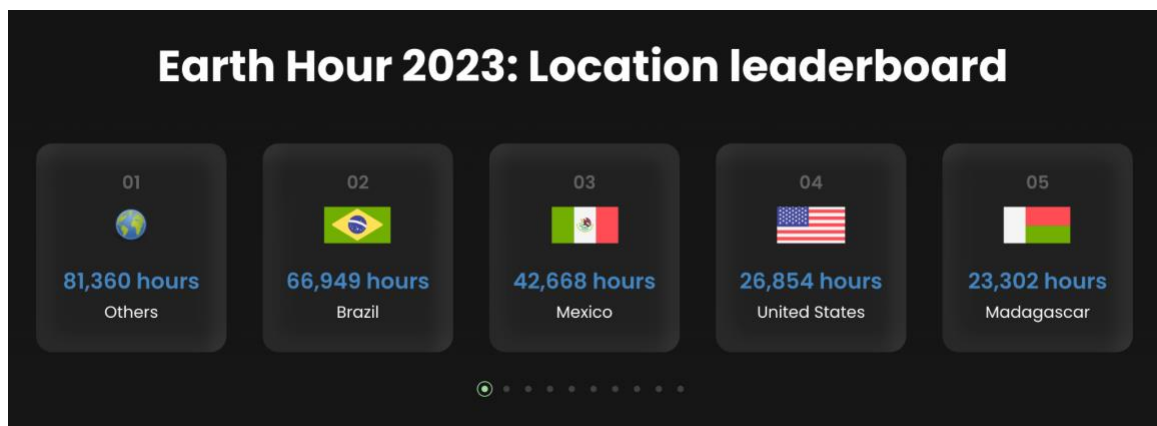 Earth Hour 2023: Location leaderboard
01
81,360 hours
Others
02
66,949 hours
Brazil
03
42,668 hours
Mexico
04
26,854 hours
United States
05
23,302 hours
Madagascar